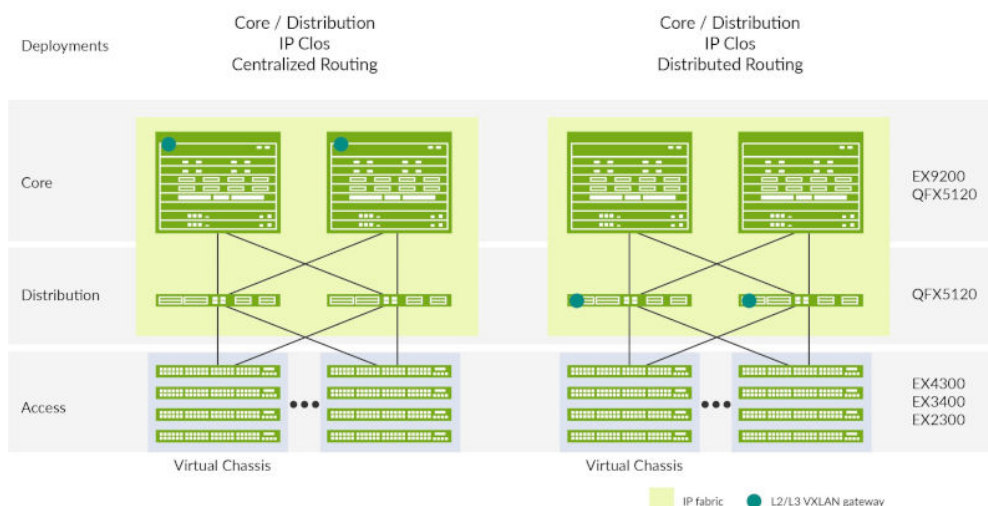 Deployments
Core / Distribution
IP Clos
Centralized Routing
Core / Distribution
IP Clos
Distributed Routing
Core
EX9200
QFX5120
Distribution
QFX5120
Access
EX4300
EX3400
EX2300
Virtual Chassis
Virtual Chassis
IP fabric
L2/L3 VXLAN gateway